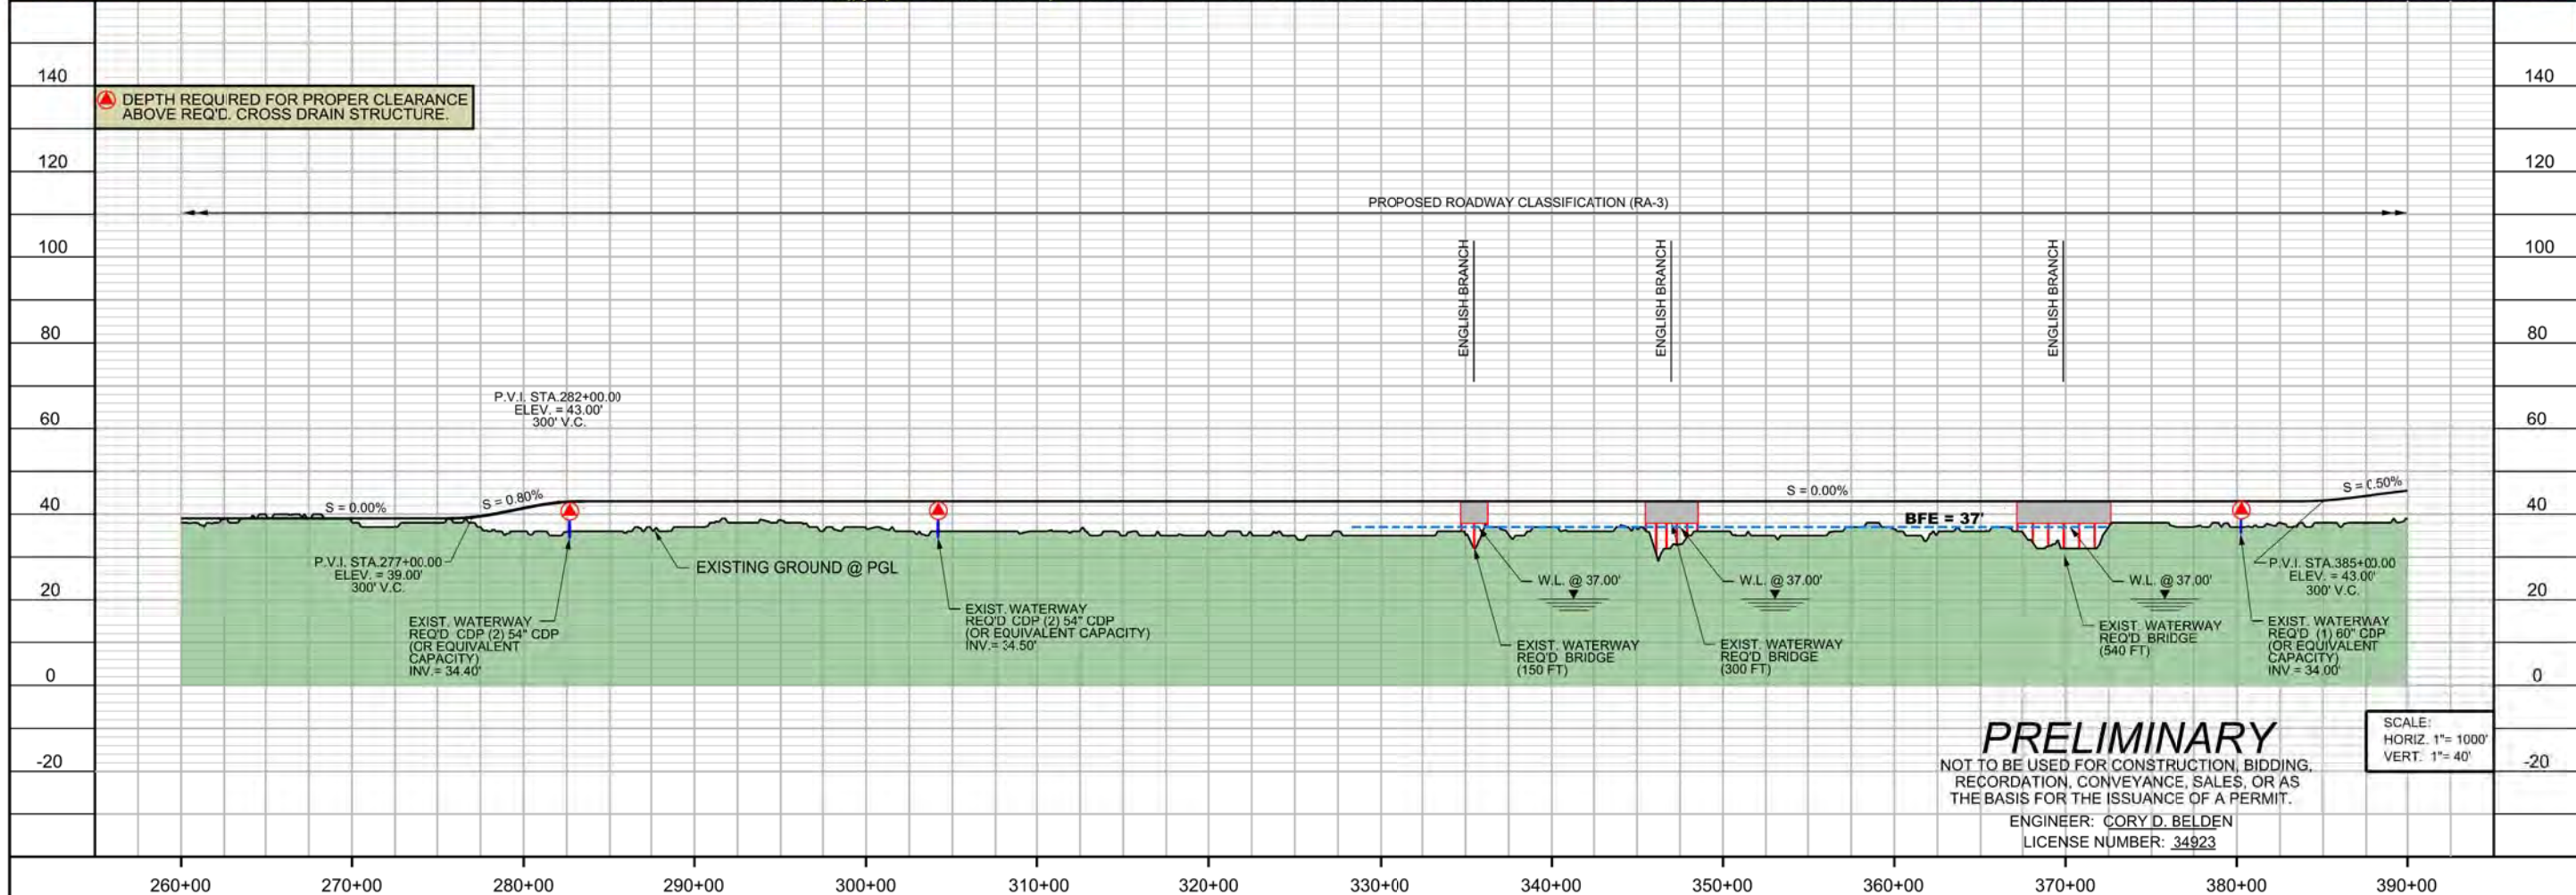 140
140
DEPTH REQUIRED FOR PROPER CLEARANCE
ABOVE REQ'D. CROSS DRAIN STRUCTURE.
120
120
PROPOSED ROADWAY CLASSIFICATION (RA-3)
100
100
ENGLISH BRANCH
ENGLISH BRANCH
ENGLISH BRANCH
80
80
P.V.I. STA.282+00.00
ELEV. = 43.00'
300' V.C.
60
60
S = 0.00%
S = 0.80%
S = 0.00%
S = 0.50%
40
40
BFE = 37'
P.V.I. STA.277+00.00
ELEV. = 39.00'
300' V.C.
EXISTING GROUND @ PGL
W.L. @ 37.00'
W.L. @ 37.00'
W.L. @ 37.00'
P.V.I. STA.385+00.00
ELEV. = 43.00'
300' V.C.
20
20
EXIST. WATERWAY
REQ'D CDP (2) 54" CDP
(OR EQUIVALENT
CAPACITY)
INV.= 34.40'
EXIST. WATERWAY
REQ'D CDP (2) 54" CDP
(OR EQUIVALENT CAPACITY)
INV.= 34.50'
EXIST. WATERWAY
REQ'D BRIDGE
(150 FT)
EXIST. WATERWAY
REQ'D BRIDGE
(300 FT)
EXIST. WATERWAY
REQ'D BRIDGE
(540 FT)
EXIST. WATERWAY
REQ'D (1) 60" CDP
(OR EQUIVALENT
CAPACITY)
INV = 34.00'
0
0
PRELIMINARY
NOT TO BE USED FOR CONSTRUCTION, BIDDING,
RECORDATION, CONVEYANCE, SALES, OR AS
THE BASIS FOR THE ISSUANCE OF A PERMIT.
ENGINEER: CORY D. BELDEN
LICENSE NUMBER: 34923
SCALE:
HORIZ. 1"= 1000'
VERT. 1"= 40'
-20
-20
260+00
270+00
280+00
290+00
300+00
310+00
320+00
330+00
340+00
350+00
360+00
370+00
380+00
390+00